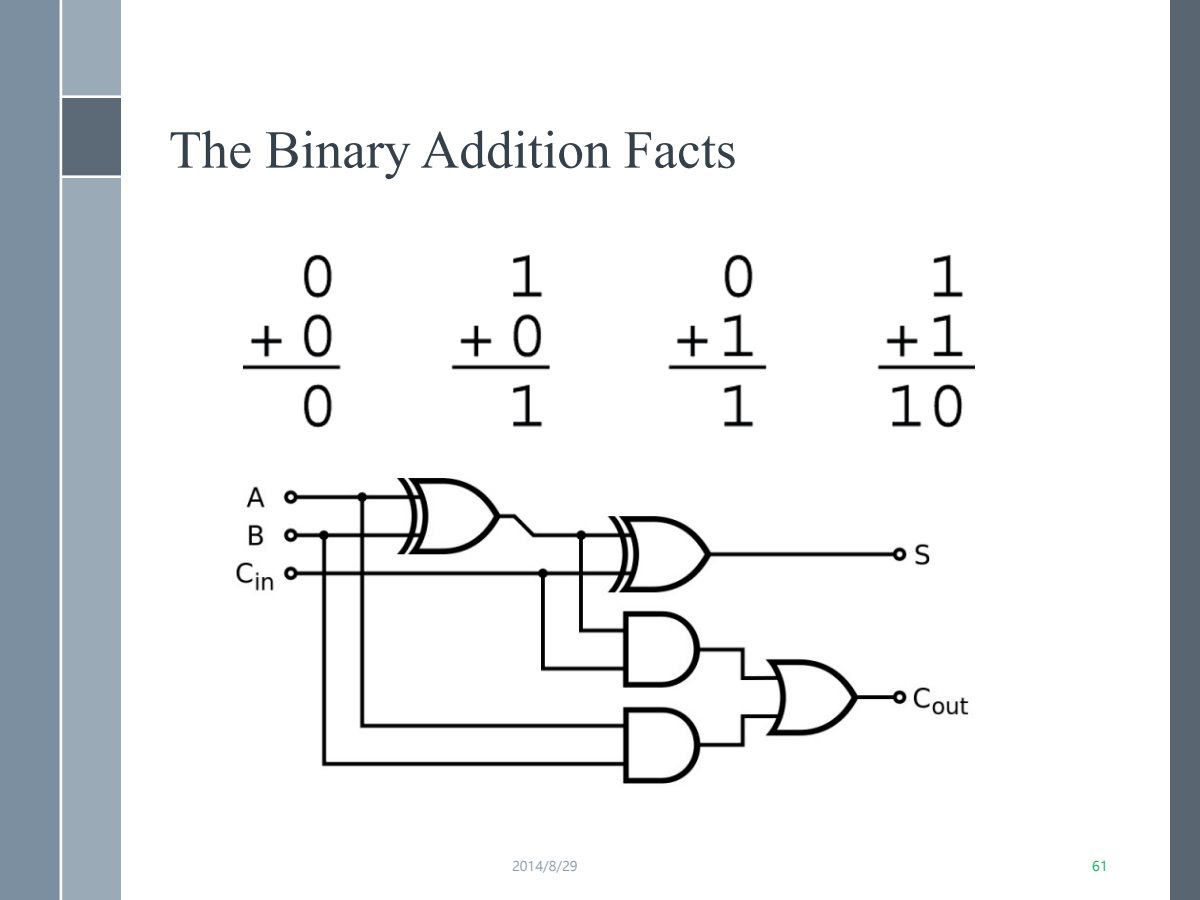 The Binary Addition Facts
0 1 0 1
+ 0 + 0 + 1 + 1
0 1 1 10
A
B
Cin
S
Cout
2014/8/29
61